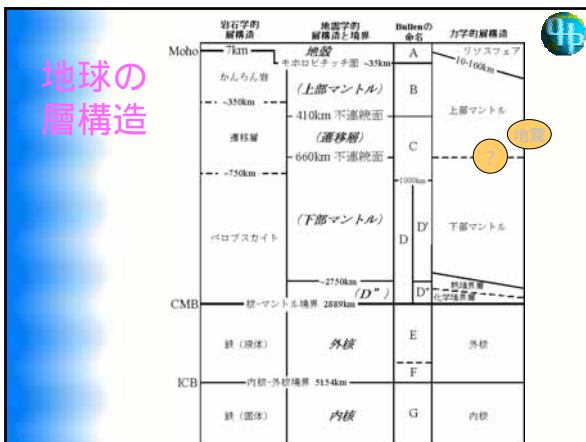 地球の
層構造
岩石学的
層構造
地震学的
層構造と境界
Bullenの
命名
力学的層構造
Moho
7km
地殻
モホロビチッチ面 ~35km
A
リソスフェア
10-100km
かんらん岩
(上部マントル)
B
~350km
410km 不連続面
上部マントル
遷移層
(遷移層)
C
地震
660km 不連続面
?
~750km
1000km
ペロブスカイト
(下部マントル)
D
D'
下部マントル
~2750km
(D")
D"
熱境界層
化学境界層
CMB
核-マントル境界 2889km
鉄 (液体)
外核
E
外核
F
ICB
内核-外核境界 5154km
鉄 (固体)
内核
G
内核